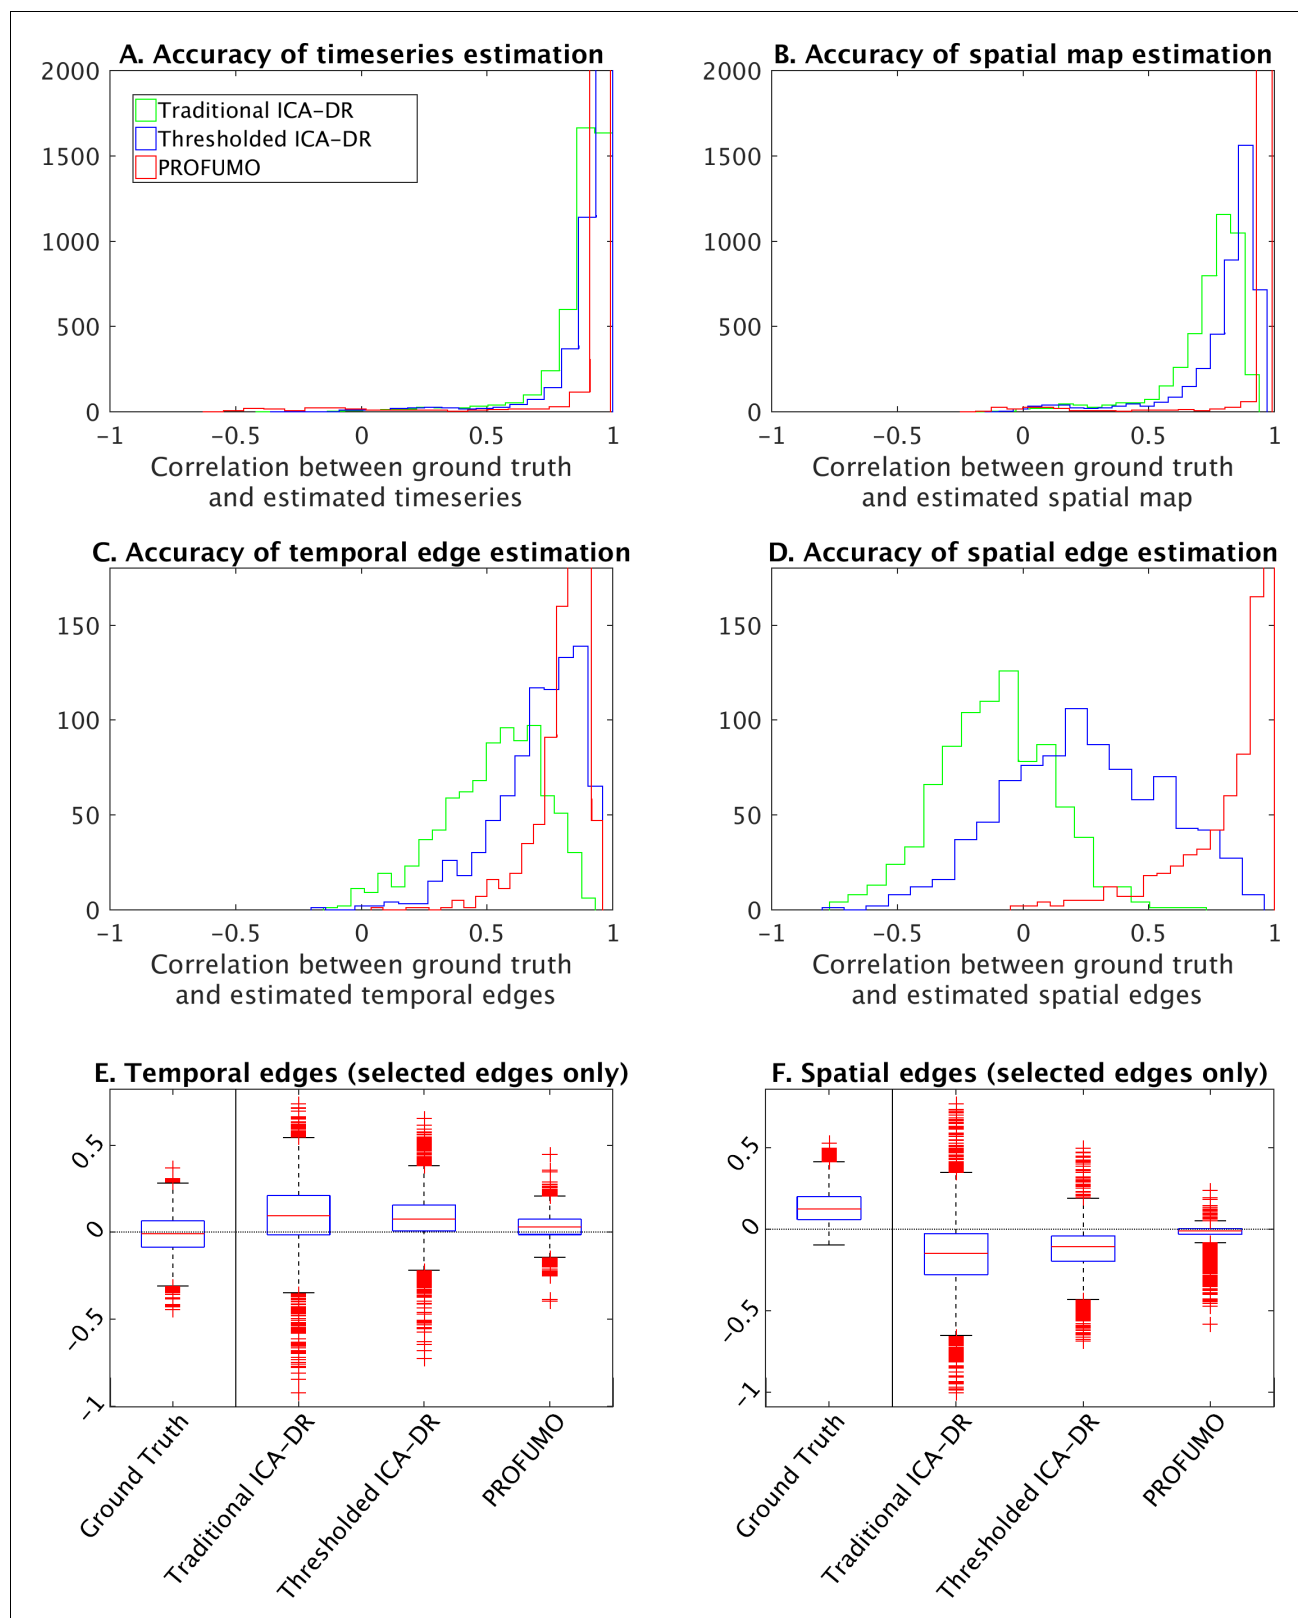 A. Accuracy of timeseries estimation
2000
1500
1000
500
0
Traditional ICA-DR
Thresholded ICA-DR
PROFUMO
-1 -0.5 0 0.5 1
Correlation between ground truth
and estimated timeseries
B. Accuracy of spatial map estimation
2000
1500
1000
500
0
-1 -0.5 0 0.5 1
Correlation between ground truth
and estimated spatial map
C. Accuracy of temporal edge estimation
150
100
50
0
-1 -0.5 0 0.5 1
Correlation between ground truth
and estimated temporal edges
D. Accuracy of spatial edge estimation
150
100
50
0
-1 -0.5 0 0.5 1
Correlation between ground truth
and estimated spatial edges
E. Temporal edges (selected edges only)
0.5
0
-0.5
-1
Ground Truth
Traditional ICA-DR
Thresholded ICA-DR
PROFUMO
F. Spatial edges (selected edges only)
0.5
0
-0.5
-1
Ground Truth
Traditional ICA-DR
Thresholded ICA-DR
PROFUMO